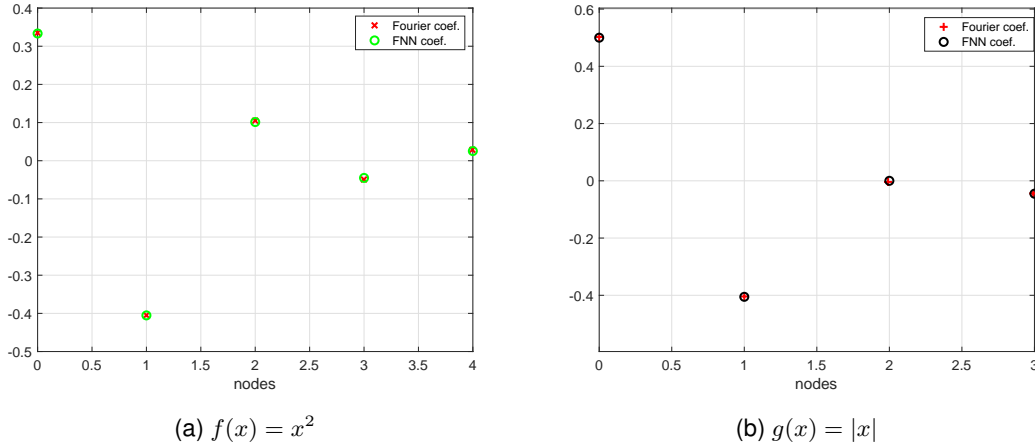 0.4
0.3
0.2
0.1
0
-0.1
-0.2
-0.3
-0.4
-0.5
0 0.5 1 1.5 2 2.5 3 3.5 4
nodes
Fourier coef.
FNN coef.
(a) f(x) = x²
0.6
0.4
0.2
0
-0.2
-0.4
0 0.5 1 1.5 2 2.5 3
nodes
Fourier coef.
FNN coef.
(b) g(x) = |x|